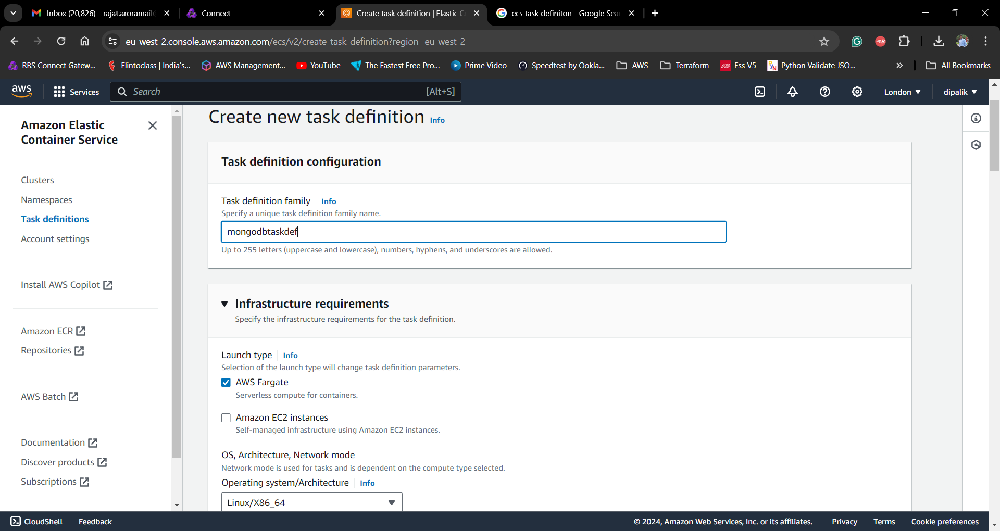 Inbox (20,826) - rajat.aroramail
Connect
Create task definition | Elastic C
ecs task definiton - Google Sea
eu-west-2.console.aws.amazon.com/ecs/v2/create-task-definition?region=eu-west-2
RBS Connect Gatew...
Flintoclass | India's...
AWS Management...
YouTube
The Fastest Free Pro...
Prime Video
Speedtest by Ookla...
AWS
Terraform
Ess V5
Python Validate JSO...
All Bookmarks
aws
Services
Search
[Alt+S]
London
dipalik
Amazon Elastic
Container Service
Clusters
Namespaces
Task definitions
Account settings
Install AWS Copilot
Amazon ECR
Repositories
AWS Batch
Documentation
Discover products
Subscriptions
Create new task definition Info
Task definition configuration
Task definition family Info
Specify a unique task definition family name.
mongodbtaskdef
Up to 255 letters (uppercase and lowercase), numbers, hyphens, and underscores are allowed.
Infrastructure requirements
Specify the infrastructure requirements for the task definition.
Launch type Info
Selection of the launch type will change task definition parameters.
AWS Fargate
Serverless compute for containers.
Amazon EC2 instances
Self-managed infrastructure using Amazon EC2 instances.
OS, Architecture, Network mode
Network mode is used for tasks and is dependent on the compute type selected.
Operating system/Architecture Info
Linux/X86_64
CloudShell
Feedback
© 2024, Amazon Web Services, Inc. or its affiliates.
Privacy
Terms
Cookie preferences